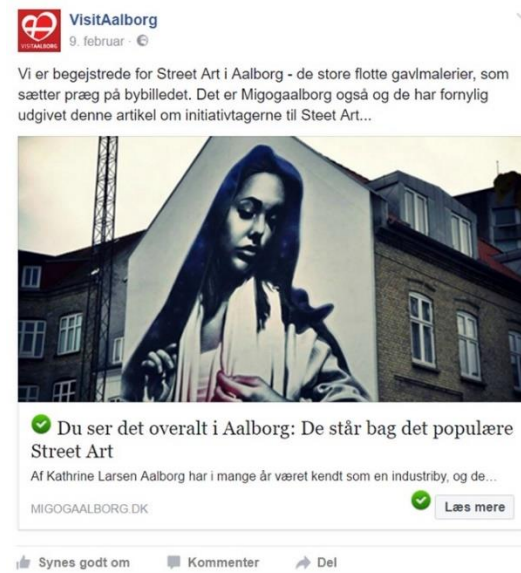 VisitAalborg
VISITAALBORG
9. februar ·
Vi er begejstrede for Street Art i Aalborg - de store flotte gavlmalerier, som
sætter præg på bybilledet. Det er Migogaalborg også og de har fornylig
udgivet denne artikel om initiativtagerne til Steet Art...
Du ser det overalt i Aalborg: De står bag det populære
Street Art
Af Kathrine Larsen Aalborg har i mange år været kendt som en industriby, og de...
MIGOGAALBORG.DK
Læs mere
Synes godt om Kommenter Del